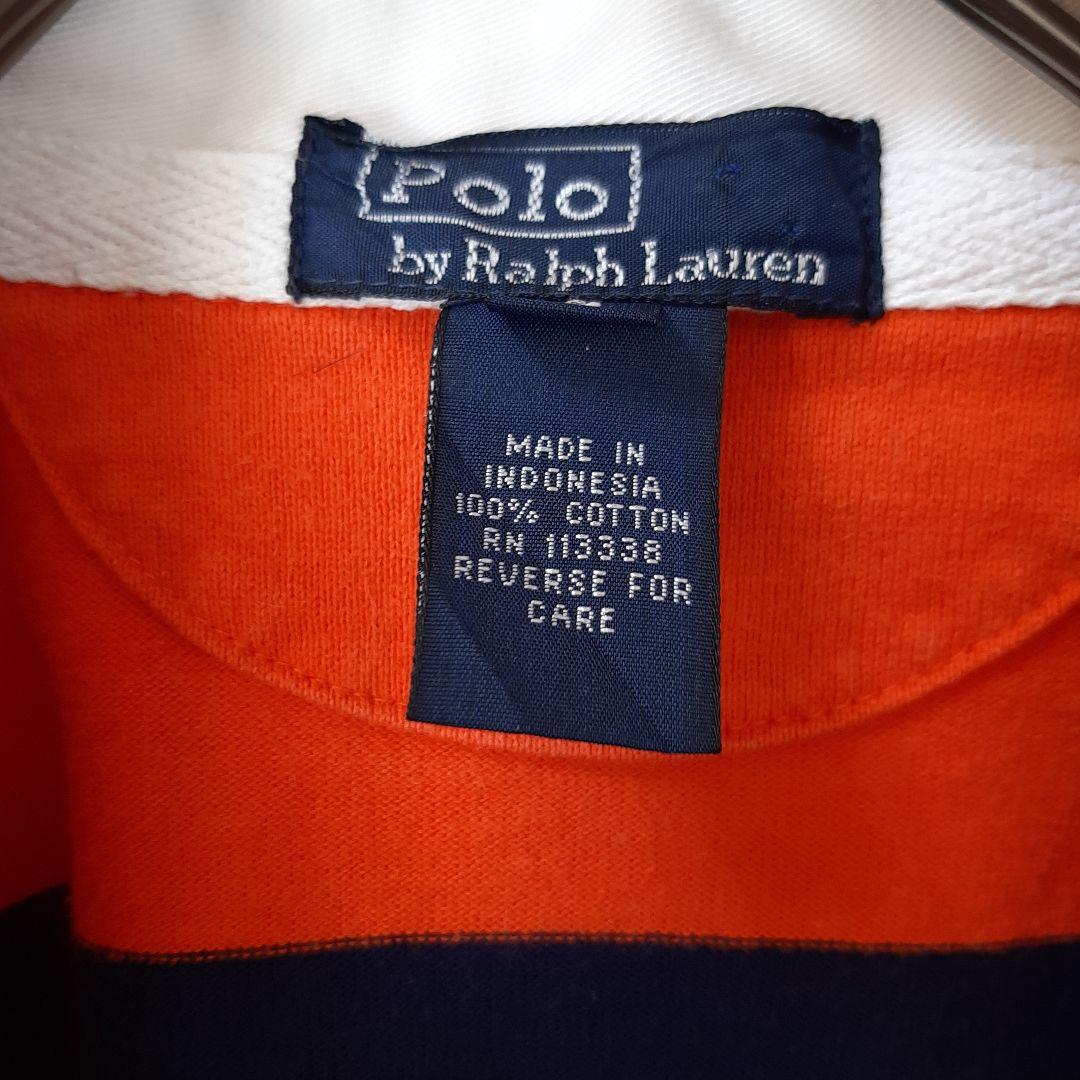 Polo
by Ralph Lauren
MADE IN
INDONESIA
100% COTTON
RN 113338
REVERSE FOR
CARE